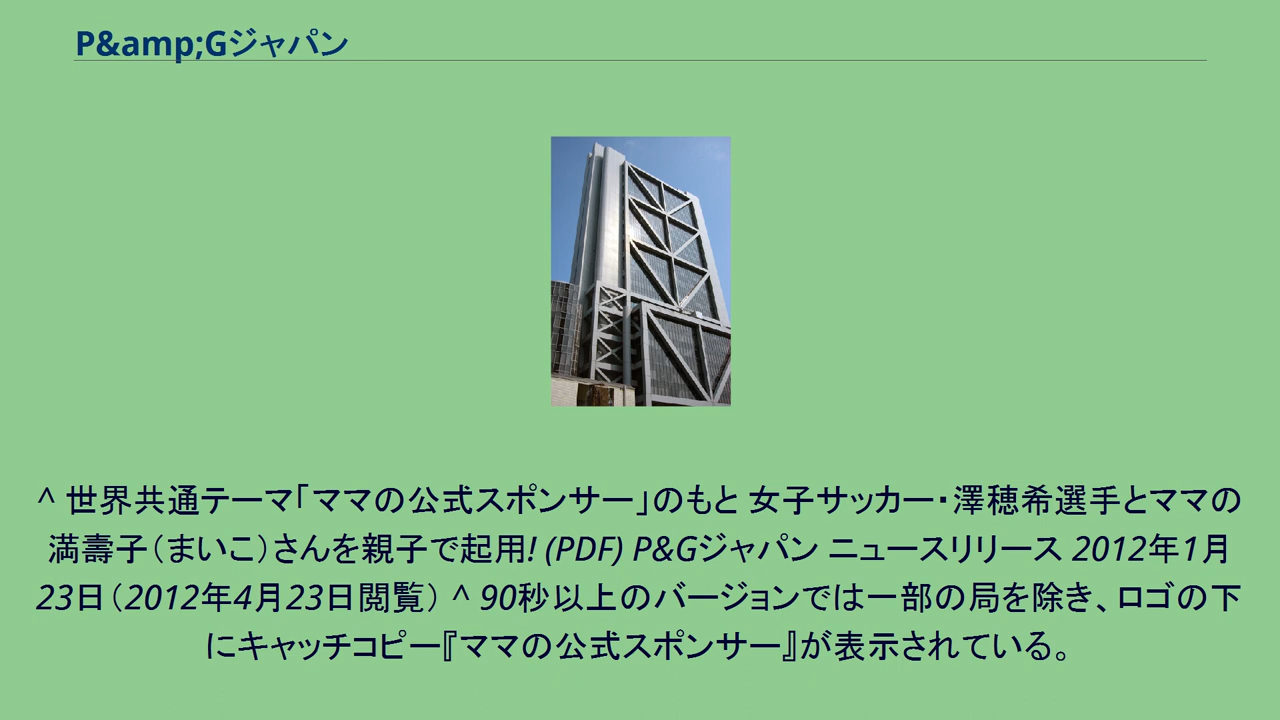 P&amp;Gジャパン
^ 世界共通テーマ「ママの公式スポンサー」のもと 女子サッカー・澤穂希選手とママの
満壽子（まいこ）さんを親子で起用! (PDF) P&Gジャパン ニュースリリース 2012年1月
23日（2012年4月23日閲覧） ^ 90秒以上のバージョンでは一部の局を除き、ロゴの下
にキャッチコピー『ママの公式スポンサー』が表示されている。